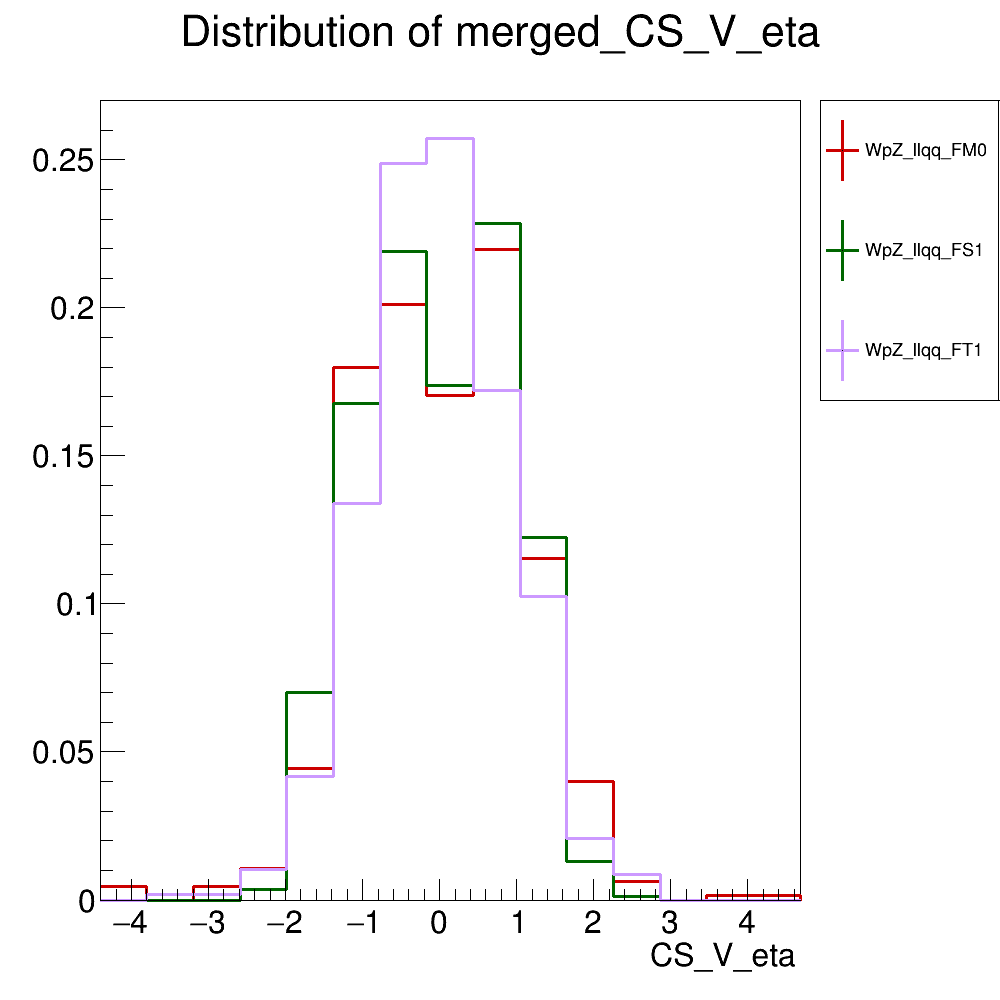 Distribution of merged_CS_V_eta
0.25
0.2
0.15
0.1
0.05
0
−4 −3 −2 −1 0 1 2 3 4
CS_V_eta
WpZ_llqq_FM0
WpZ_llqq_FS1
WpZ_llqq_FT1